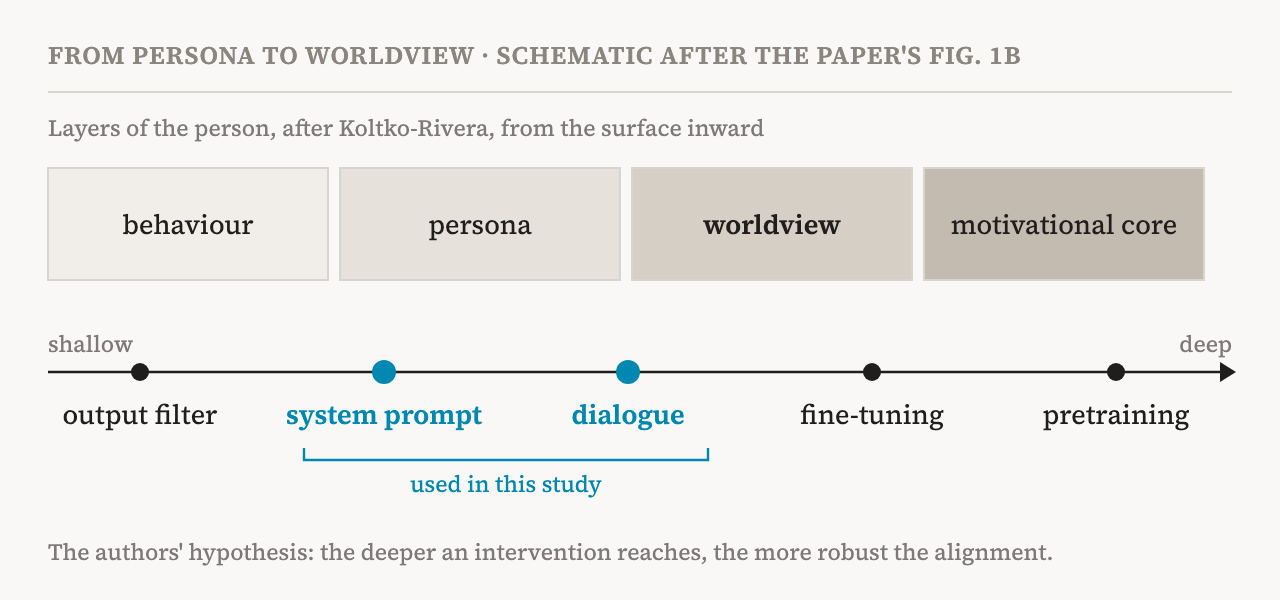 FROM PERSONA TO WORLDVIEW · SCHEMATIC AFTER THE PAPER'S FIG. 1B
Layers of the person, after Koltko-Rivera, from the surface inward
behaviour
persona
worldview
motivational core
shallow
deep
output filter
system prompt
dialogue
fine-tuning
pretraining
used in this study
The authors' hypothesis: the deeper an intervention reaches, the more robust the alignment.